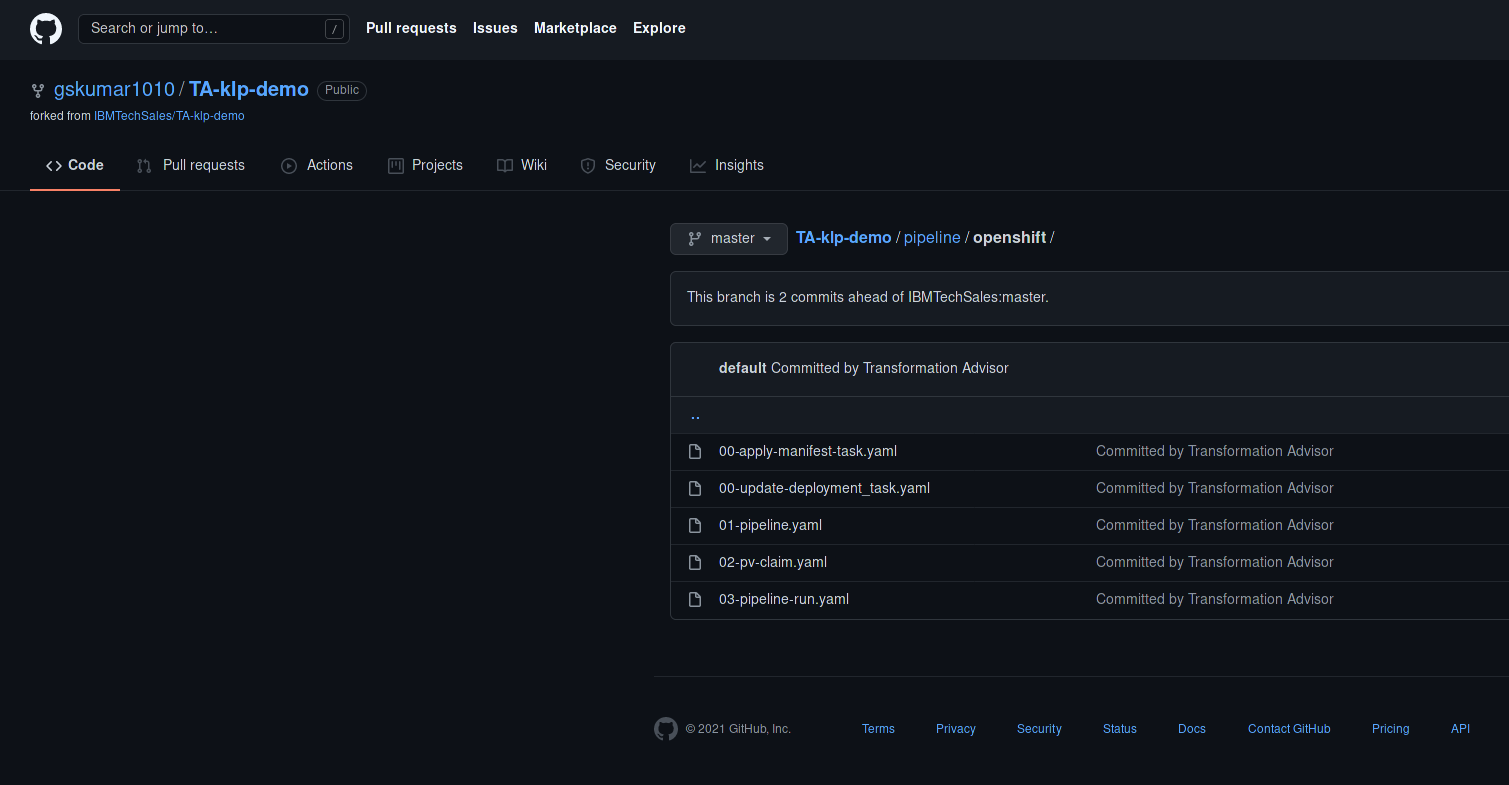 Search or jump to… / Pull requests Issues Marketplace Explore
gskumar1010 / TA-klp-demo Public
forked from IBMTechSales/TA-klp-demo
Code Pull requests Actions Projects Wiki Security Insights
master TA-klp-demo / pipeline / openshift /
This branch is 2 commits ahead of IBMTechSales:master.
default Committed by Transformation Advisor
..
00-apply-manifest-task.yaml Committed by Transformation Advisor
00-update-deployment_task.yaml Committed by Transformation Advisor
01-pipeline.yaml Committed by Transformation Advisor
02-pv-claim.yaml Committed by Transformation Advisor
03-pipeline-run.yaml Committed by Transformation Advisor
© 2021 GitHub, Inc. Terms Privacy Security Status Docs Contact GitHub Pricing API